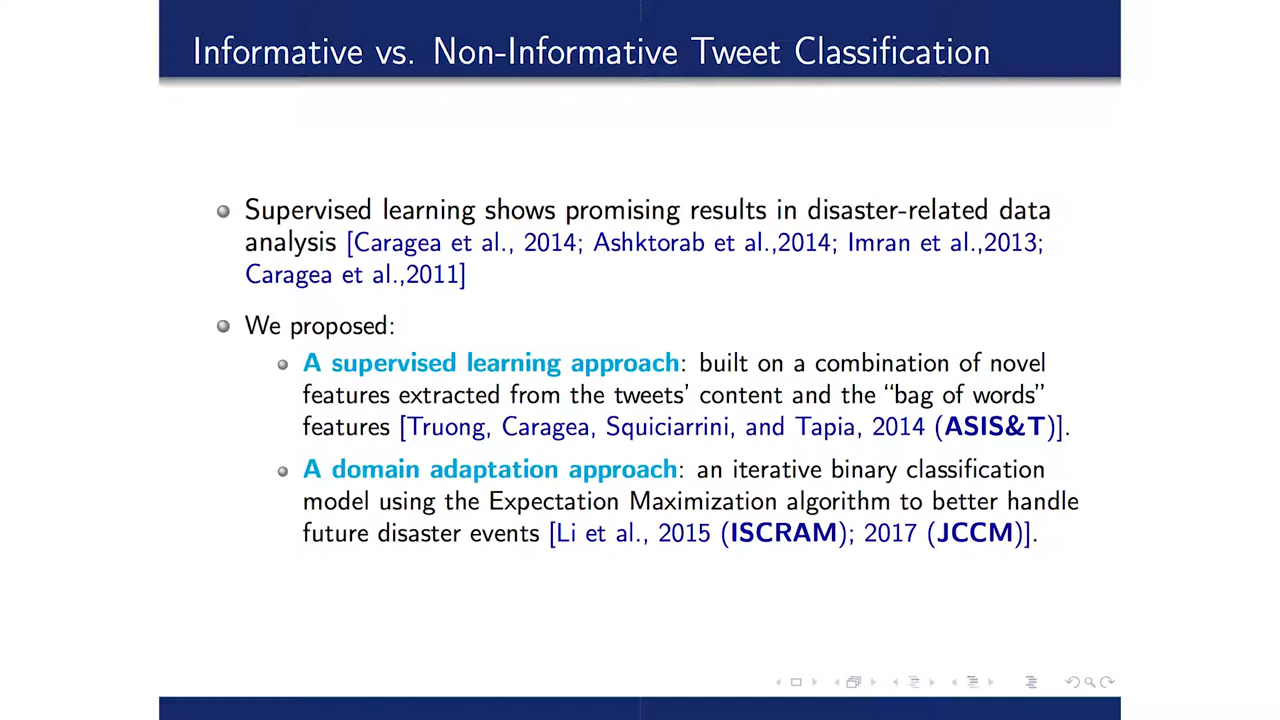 Informative vs. Non-Informative Tweet Classification
Supervised learning shows promising results in disaster-related data
analysis [Caragea et al., 2014; Ashktorab et al.,2014; Imran et al.,2013;
Caragea et al.,2011]
We proposed:
A supervised learning approach: built on a combination of novel
features extracted from the tweets' content and the “bag of words”
features [Truong, Caragea, Squiciarrini, and Tapia, 2014 (ASIS&T)].
A domain adaptation approach: an iterative binary classification
model using the Expectation Maximization algorithm to better handle
future disaster events [Li et al., 2015 (ISCRAM); 2017 (JCCM)].